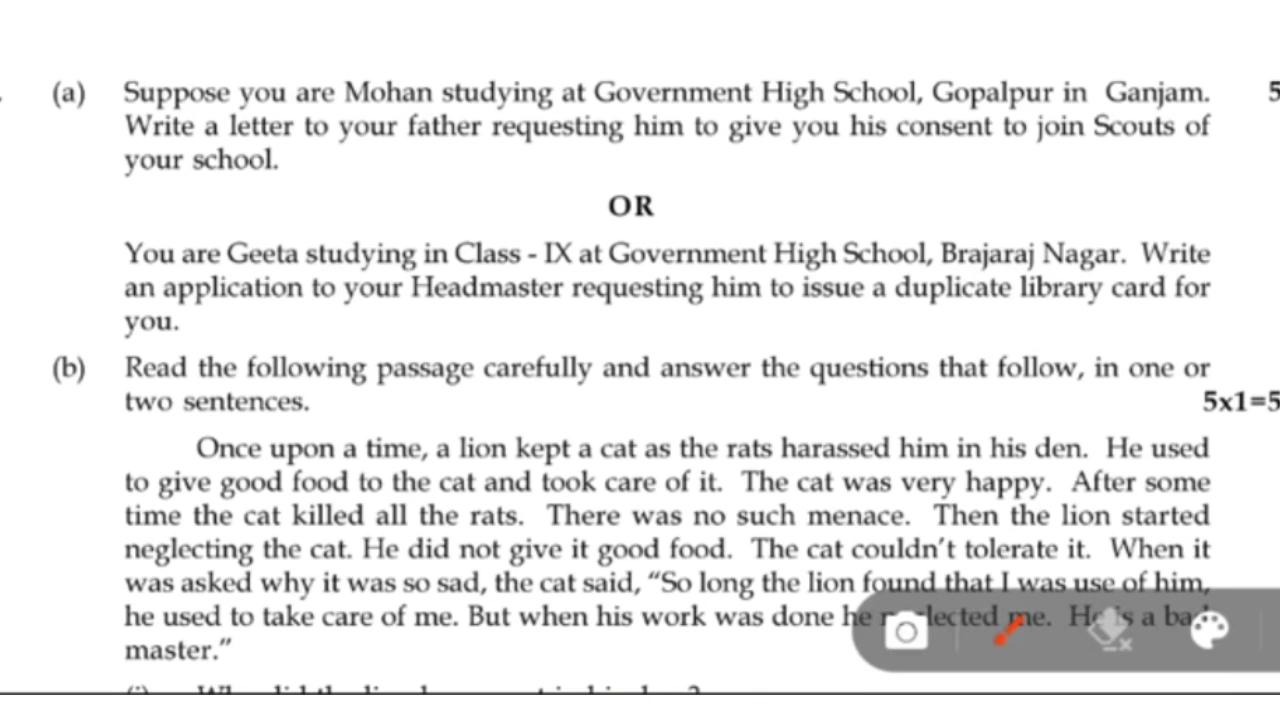 (a) Suppose you are Mohan studying at Government High School, Gopalpur in Ganjam. 5
Write a letter to your father requesting him to give you his consent to join Scouts of
your school.
OR
You are Geeta studying in Class - IX at Government High School, Brajaraj Nagar. Write
an application to your Headmaster requesting him to issue a duplicate library card for
you.
(b) Read the following passage carefully and answer the questions that follow, in one or
two sentences. 5x1=5
Once upon a time, a lion kept a cat as the rats harassed him in his den. He used
to give good food to the cat and took care of it. The cat was very happy. After some
time the cat killed all the rats. There was no such menace. Then the lion started
neglecting the cat. He did not give it good food. The cat couldn't tolerate it. When it
was asked why it was so sad, the cat said, "So long the lion found that I was use of him,
he used to take care of me. But when his work was done he me. is a
master."